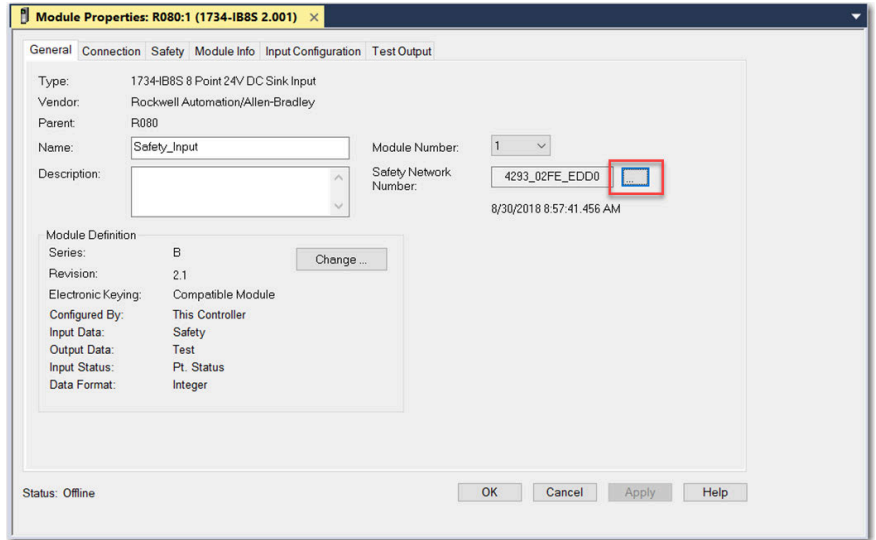 Module Properties: R080:1 (1734-IB8S 2.001) ×
General Connection Safety Module Info Input Configuration Test Output
Type: 1734-IB8S 8 Point 24V DC Sink Input
Vendor: Rockwell Automation/Allen-Bradley
Parent: R080
Name: Safety_Input Module Number: 1
Description: Safety Network Number: 4293_02FE_EDD0 ...
8/30/2018 8:57:41.456 AM
Module Definition
Series: B Change ...
Revision: 2.1
Electronic Keying: Compatible Module
Configured By: This Controller
Input Data: Safety
Output Data: Test
Input Status: Pt. Status
Data Format: Integer
Status: Offline OK Cancel Apply Help